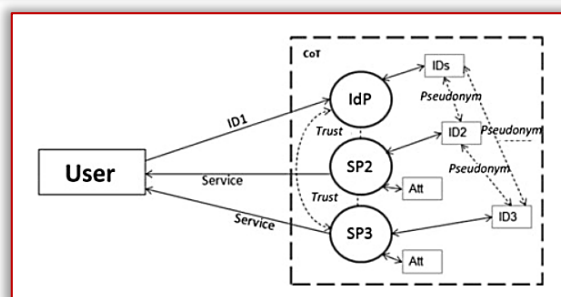 CoT
IDs
IdP
Pseudonym
ID1
Trust
ID2
Pseudonym
SP2
User
Pseudonym
Service
Att
Trust
ID3
Service
SP3
Att